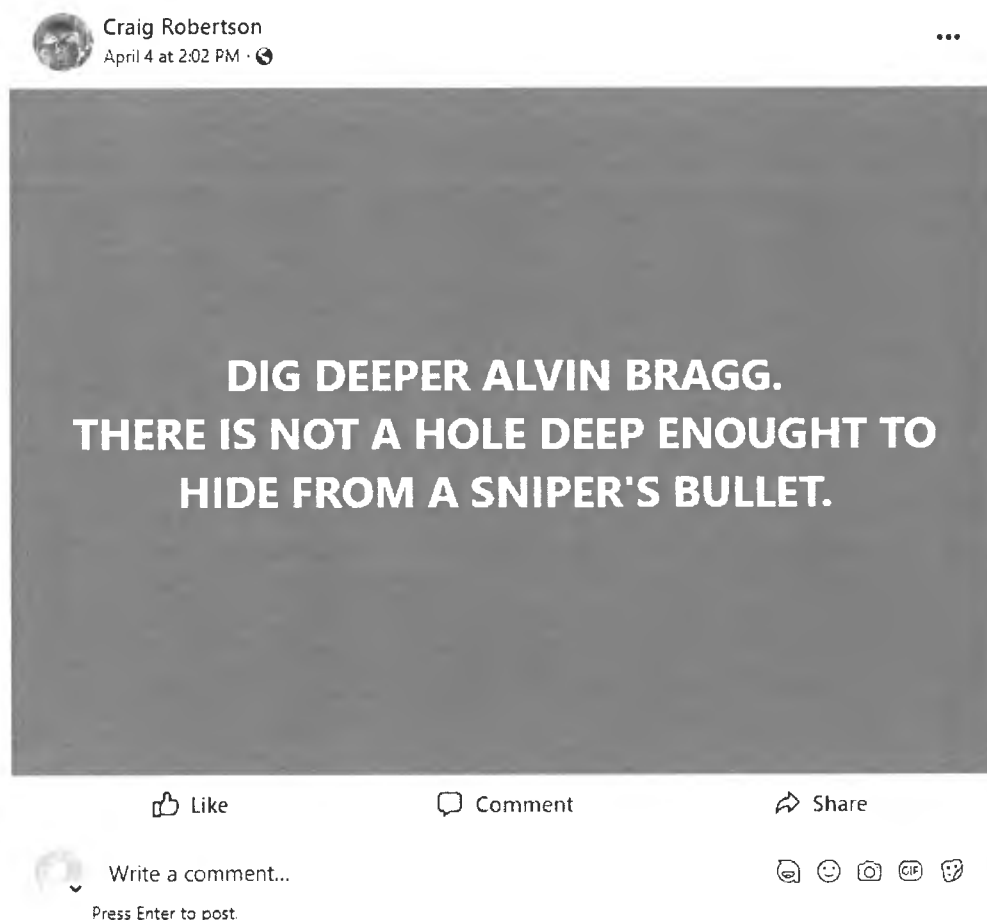 Craig Robertson
April 4 at 2:02 PM ·
DIG DEEPER ALVIN BRAGG.
THERE IS NOT A HOLE DEEP ENOUGHT TO
HIDE FROM A SNIPER'S BULLET.
Like Comment Share
Write a comment... GIF
Press Enter to post.